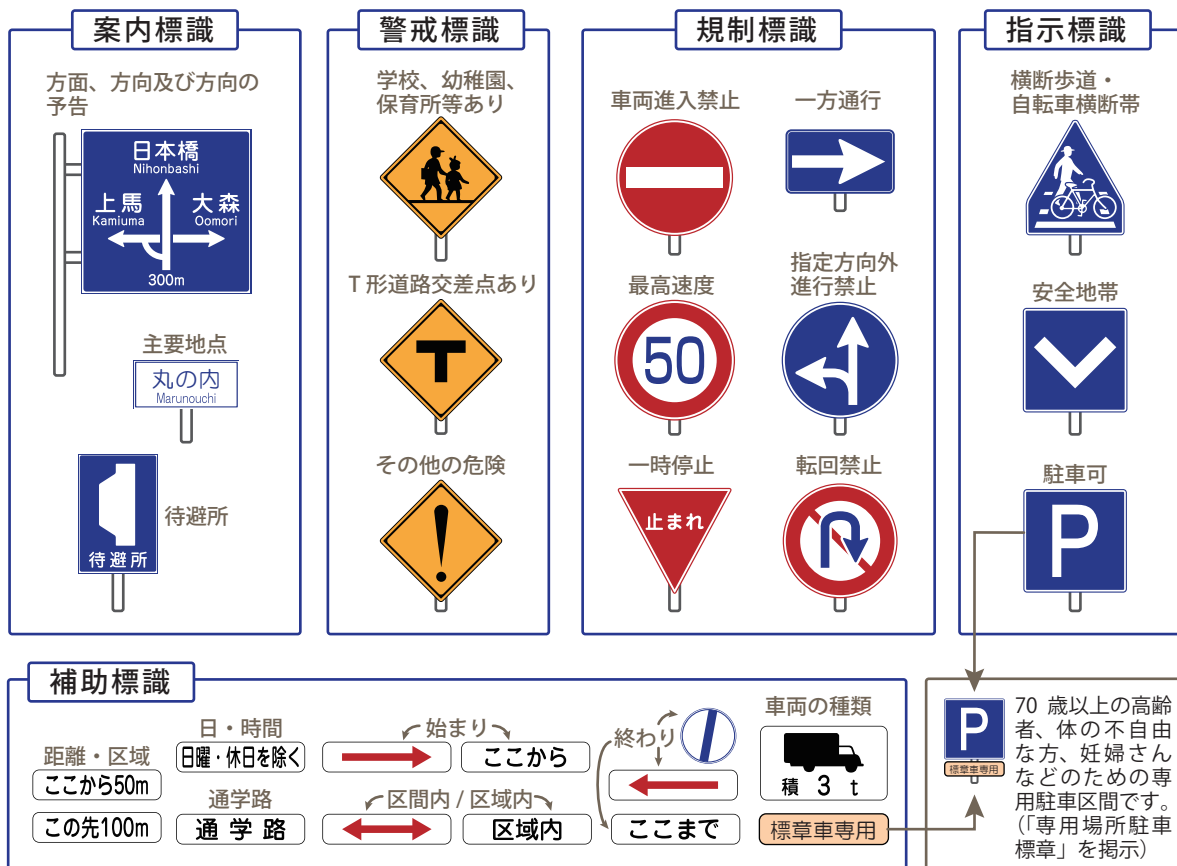 案内標識
方面、方向及び方向の
予告
日本橋
Nihonbashi
上馬
Kamiuma
大森
Oomori
300m
主要地点
丸の内
Marunouchi
待避所
待避所
警戒標識
学校、幼稚園、
保育所等あり
T形道路交差点あり
T
その他の危険
!
規制標識
車両進入禁止
一方通行
最高速度
50
指定方向外
進行禁止
一時停止
止まれ
転回禁止
指示標識
横断歩道・
自転車横断帯
安全地帯
駐車可
P
補助標識
距離・区域
ここから50m
この先100m
日・時間
日曜・休日を除く
通学路
通学路
始まり
ここから
区間内 / 区域内
区域内
終わり
ここまで
車両の種類
積 3 t
標章車専用
P
標章車専用
70 歳以上の高齢
者、体の不自由
な方、妊婦さん
などのための専
用駐車区間です。
(「専用場所駐車
標章」を掲示)